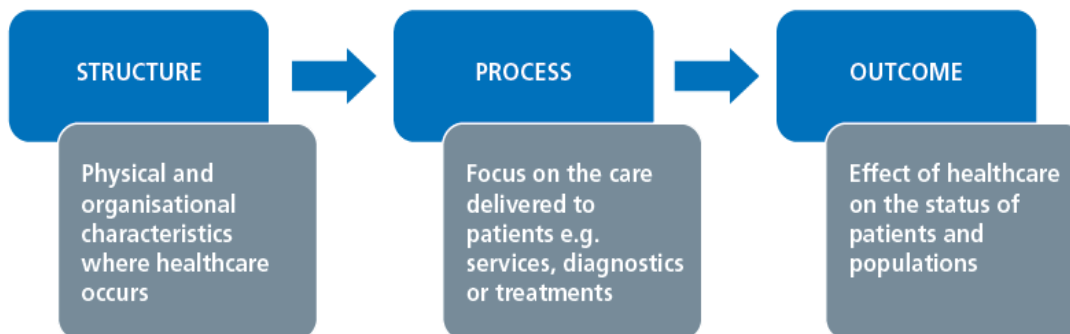 STRUCTURE
Physical and
organisational
characteristics
where healthcare
occurs
PROCESS
Focus on the care
delivered to
patients e.g.
services, diagnostics
or treatments
OUTCOME
Effect of healthcare
on the status of
patients and
populations